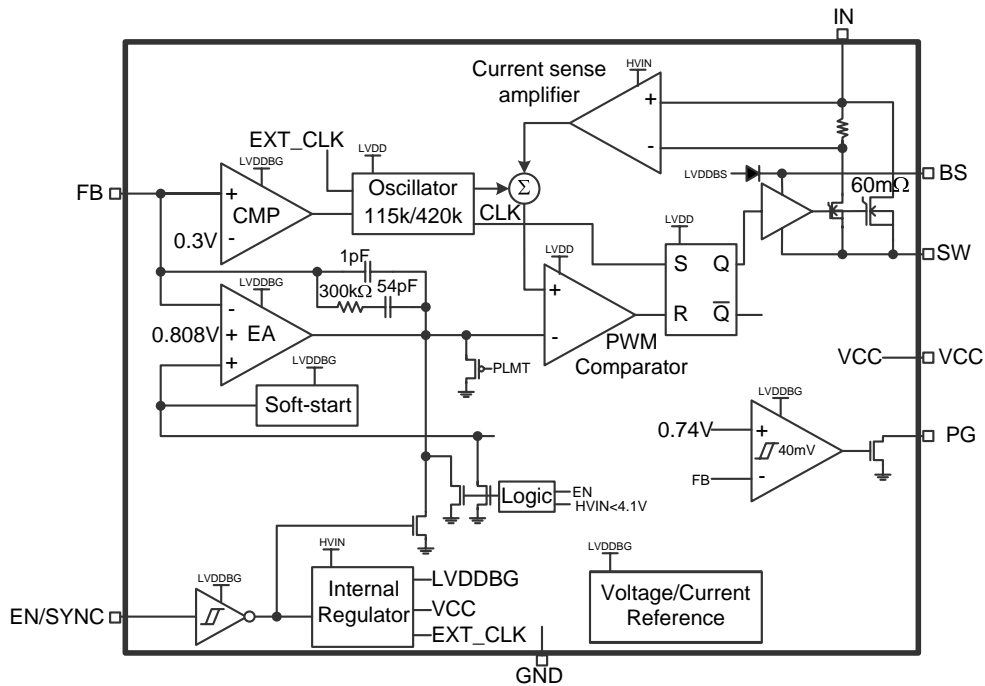 IN
HVIN
Current sense
amplifier
+
-
EXT_CLK
LVDD
LVDDBG
FB
+
CMP
0.3V
-
Oscillator
115k/420k
Σ
CLK
LVDDBS
BS
60mΩ
SW
1pF
300kΩ
54pF
LVDD
S
Q
R
Q
LVDD
+
-
PWM
Comparator
LVDDBG
-
0.808V
+
EA
+
PLMT
VCC
VCC
LVDDBG
Soft-start
LVDDBG
0.74V
+
40mV
FB
-
PG
Logic
EN
HVIN<4.1V
HVIN
LVDDBG
EN/SYNC
Internal
Regulator
LVDDBG
VCC
EXT_CLK
LVDDBG
Voltage/Current
Reference
GND